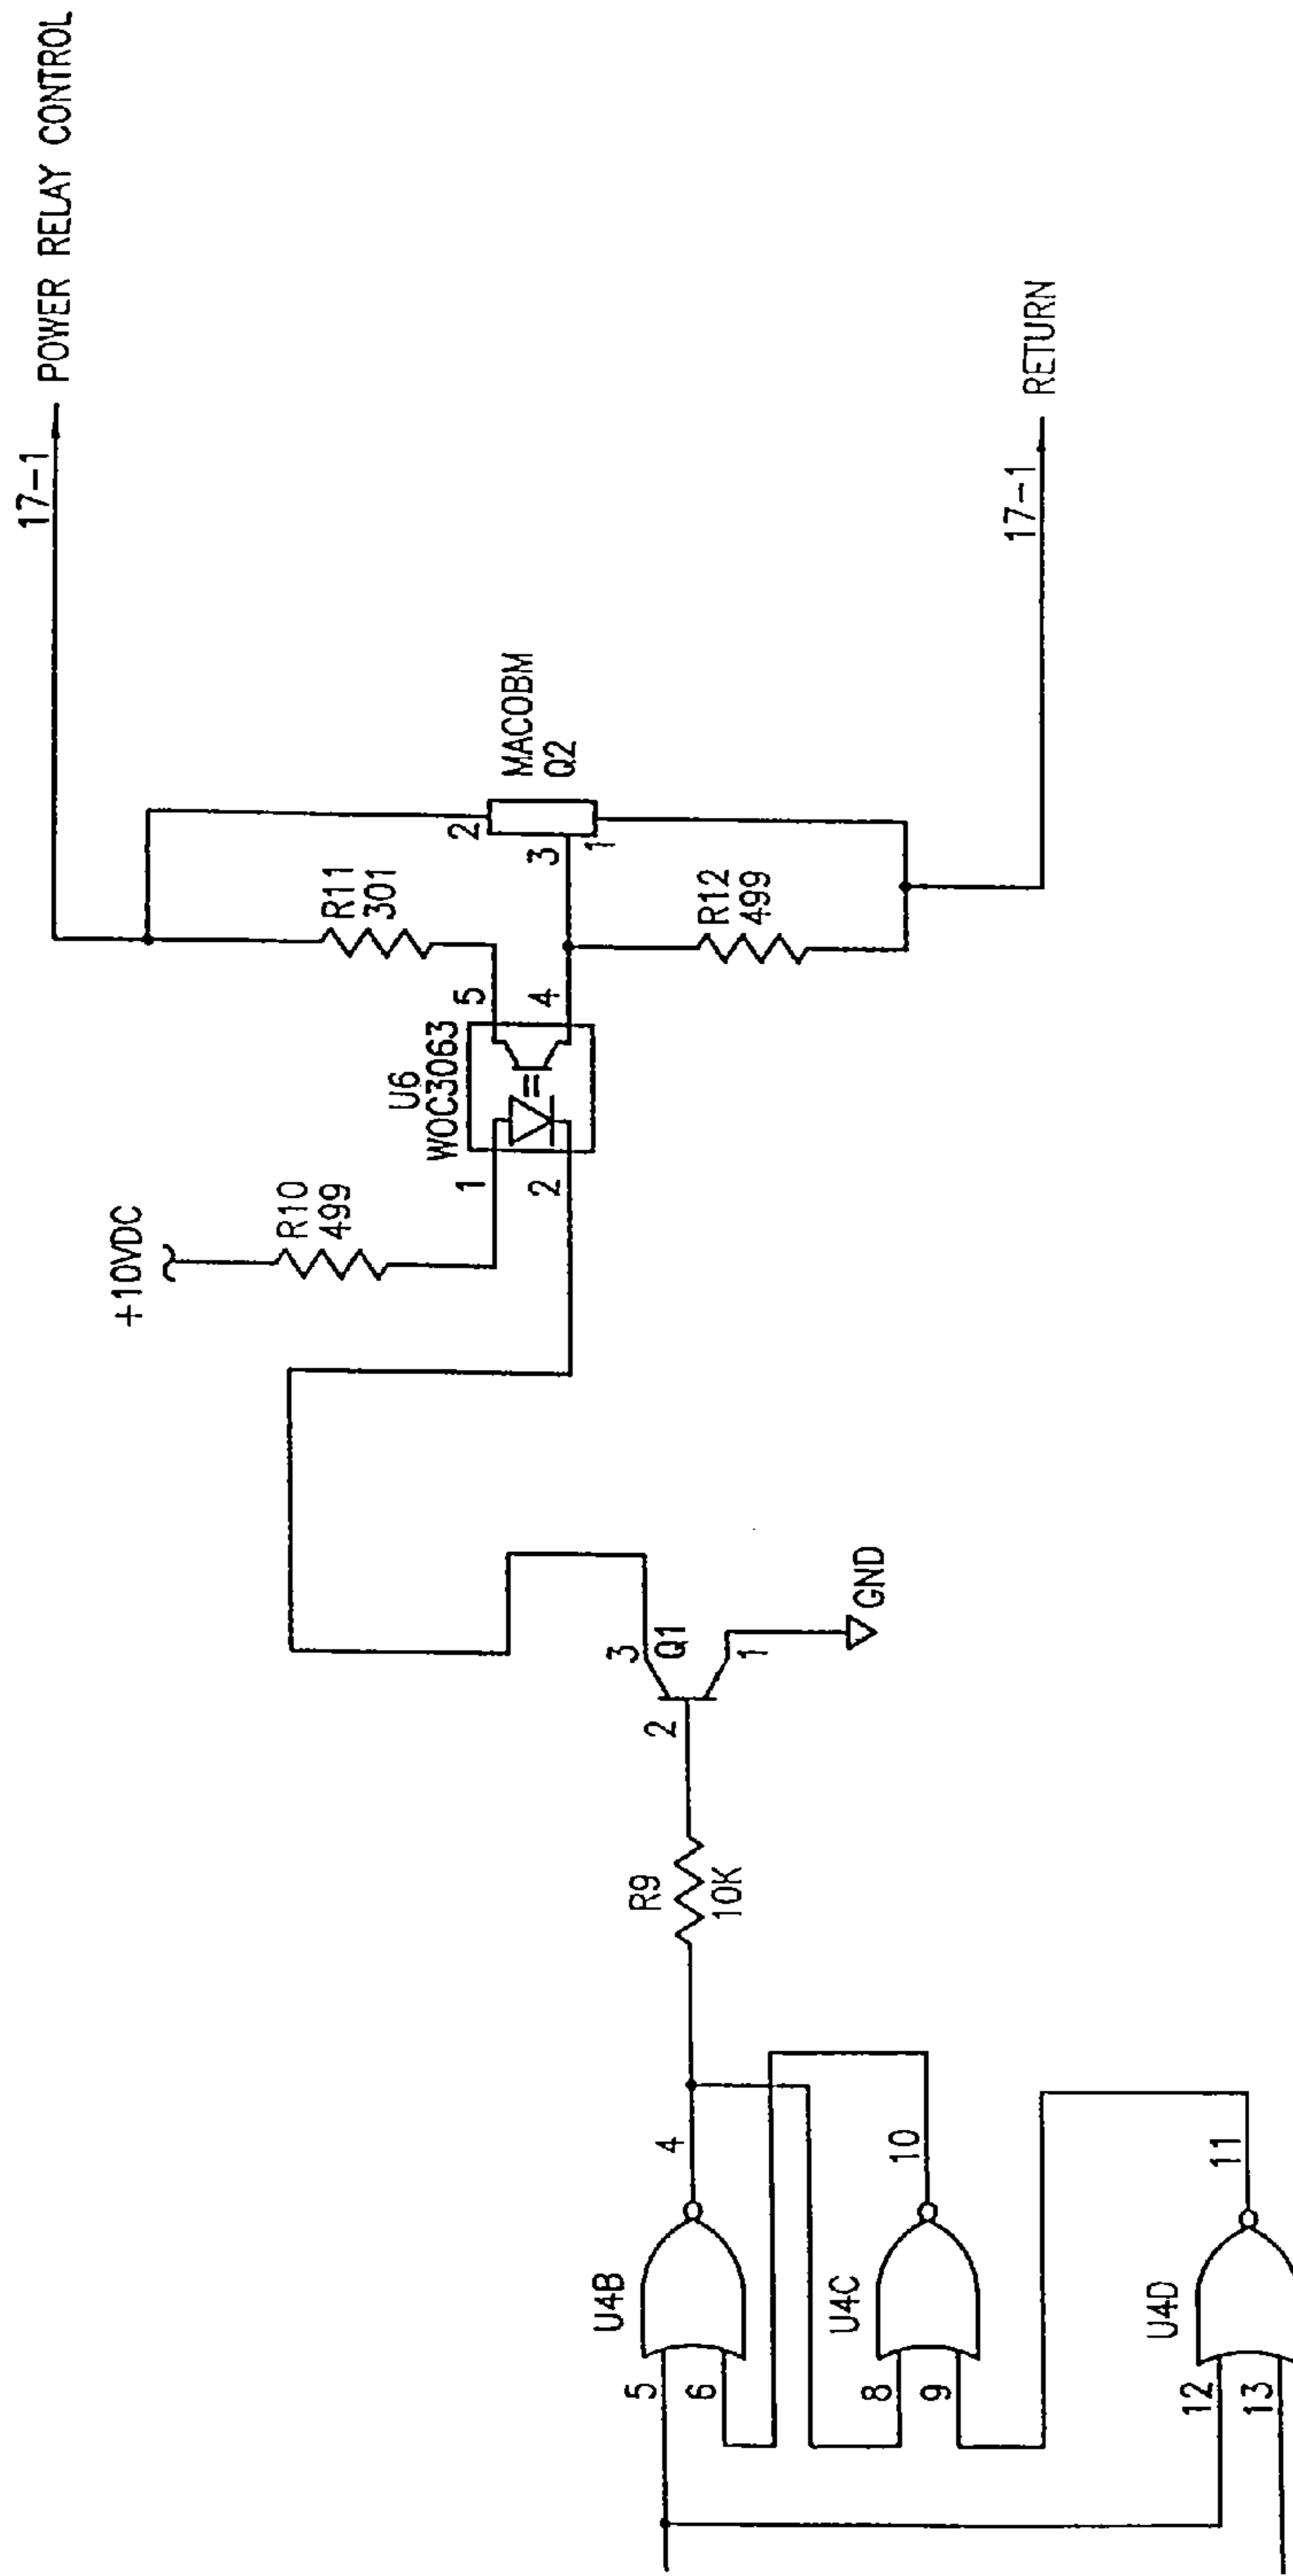 17-1
POWER RELAY CONTROL
+10VDC
R10
499
U6
WOC3063
1
2
5
4
R11
301
MAC0BM
Q2
2
3
1
R12
499
17-1
RETURN
3
Q1
2
1
GND
R9
10K
U4B
5
6
4
U4C
8
9
10
U4D
12
13
11